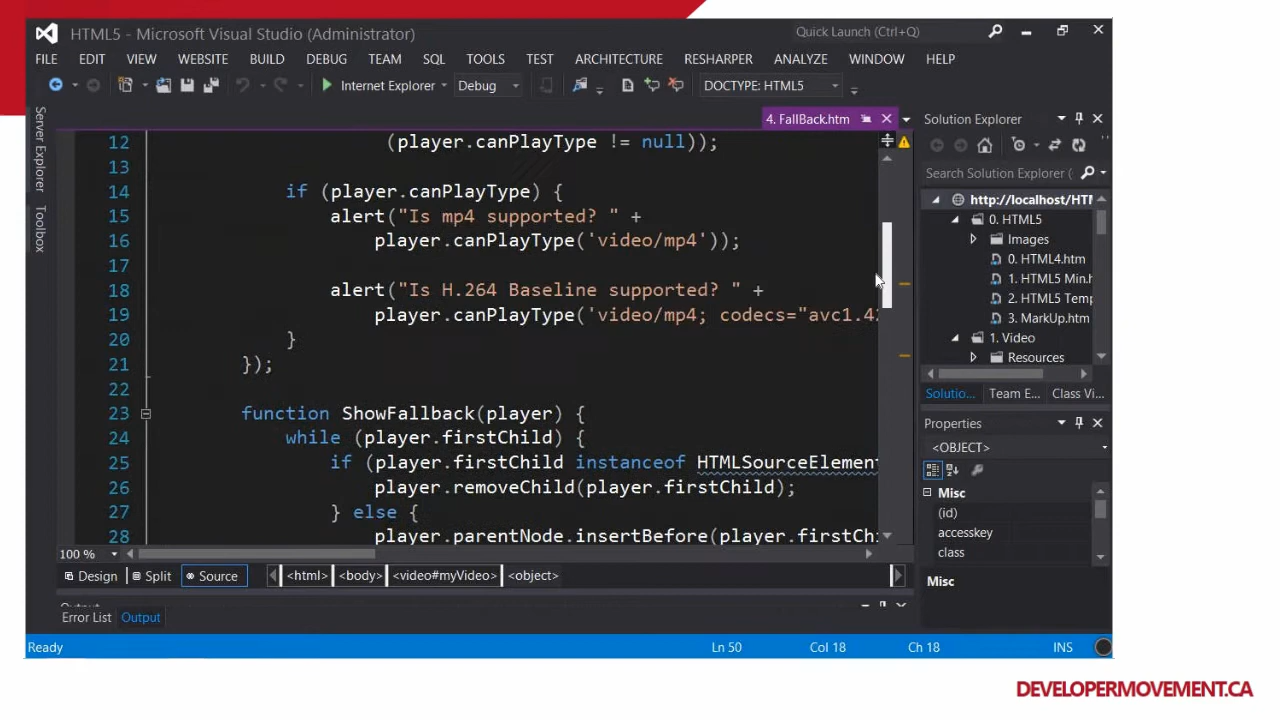 HTML5 - Microsoft Visual Studio (Administrator)
Quick Launch (Ctrl+Q)
FILE EDIT VIEW WEBSITE BUILD DEBUG TEAM SQL TOOLS TEST ARCHITECTURE RESHARPER ANALYZE WINDOW HELP
Internet Explorer Debug DOCTYPE: HTML5
Server Explorer
Toolbox
4. FallBack.htm
12 (player.canPlayType != null));
13
14 if (player.canPlayType) {
15 alert("Is mp4 supported? " +
16 player.canPlayType('video/mp4'));
17
18 alert("Is H.264 Baseline supported? " +
19 player.canPlayType('video/mp4; codecs="avc1.42
20 }
21 });
22
23 function ShowFallback(player) {
24 while (player.firstChild) {
25 if (player.firstChild instanceof HTMLSourceElement
26 player.removeChild(player.firstChild);
27 } else {
28 player.parentNode.insertBefore(player.firstChi
100 %
Design Split Source <html> <body> <video#myVideo> <object>
Error List Output
Ready Ln 50 Col 18 Ch 18 INS
Solution Explorer
Search Solution Explorer (
http://localhost/HTI
0. HTML5
Images
0. HTML4.htm
1. HTML5 Min.h
2. HTML5 Temp
3. MarkUp.htm
1. Video
Resources
Solutio... Team E... Class Vi...
Properties
<OBJECT>
Misc
(id)
accesskey
class
Misc
DEVELOPERMOVEMENT.CA